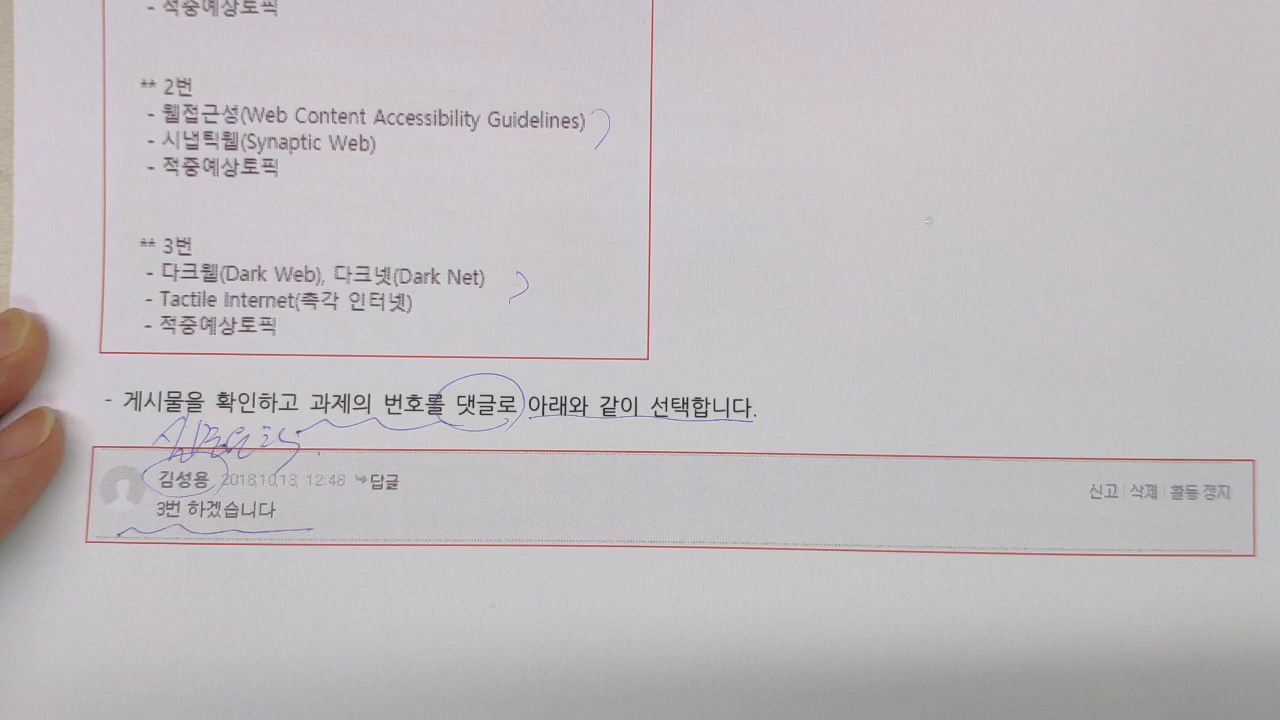 - 적중예상토픽
** 2번
- 웹접근성(Web Content Accessibility Guidelines)
- 시냅틱웹(Synaptic Web)
- 적중예상토픽
** 3번
- 다크웹(Dark Web), 다크넷(Dark Net)
- Tactile Internet(촉각 인터넷)
- 적중예상토픽
- 게시물을 확인하고 과제의 번호를 댓글로 아래와 같이 선택합니다.
김성용 2018.10.13. 12:48 답글 신고 | 삭제 | 활동 정지
3번 하겠습니다